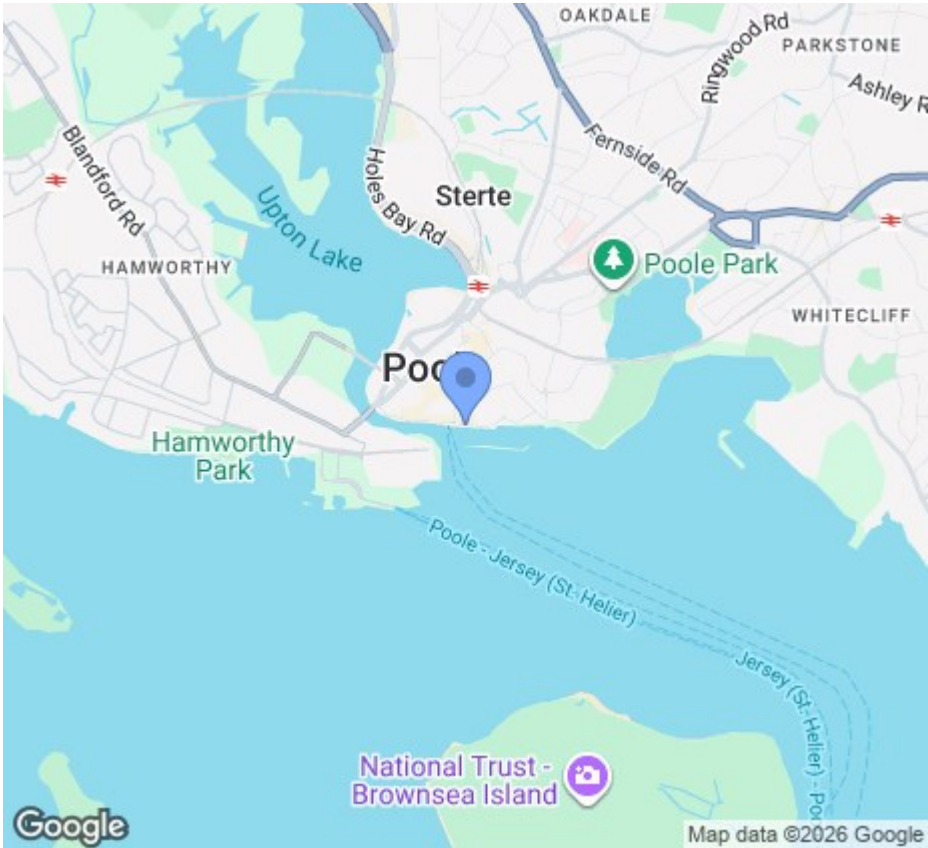 OAKDALE
PARKSTONE
Ringwood Rd
Ashley R
Blandford Rd
Fernside Rd
Holes Bay Rd
Sterte
Upton Lake
HAMWORTHY
Poole Park
WHITECLIFF
Poo
Hamworthy
Park
Poole - Jersey (St. Helier)
Jersey (St. Helier) - Poo
National Trust -
Brownsea Island
Google
Map data ©2026 Google